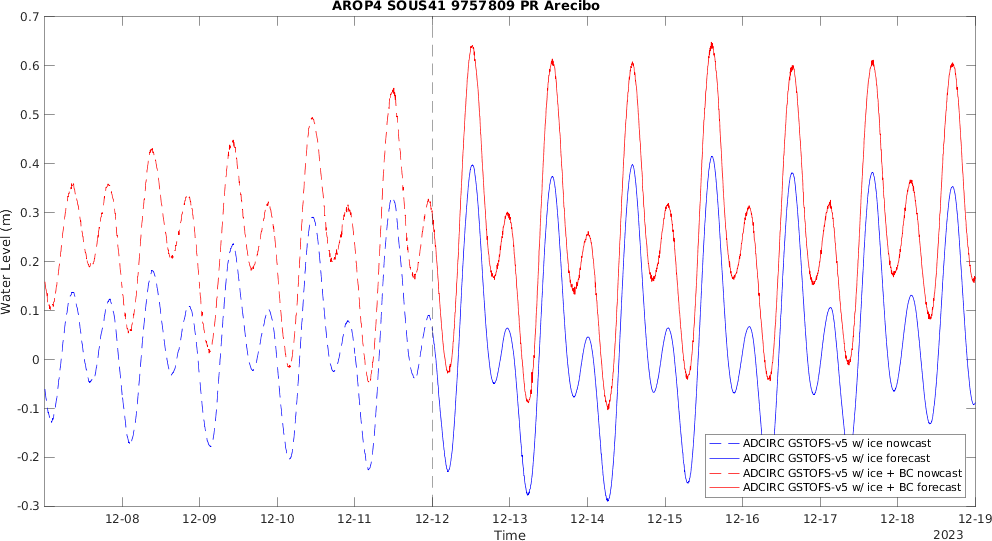 AROP4 SOUS41 9757809 PR Arecibo
0.7
0.6
0.5
0.4
0.3
0.2
0.1
0
-0.1
-0.2
-0.3
Water Level (m)
ADCIRC GSTOFS-v5 w/ ice nowcast
ADCIRC GSTOFS-v5 w/ ice forecast
ADCIRC GSTOFS-v5 w/ ice + BC nowcast
ADCIRC GSTOFS-v5 w/ ice + BC forecast
12-08 12-09 12-10 12-11 12-12 12-13 12-14 12-15 12-16 12-17 12-18 12-19
Time
2023